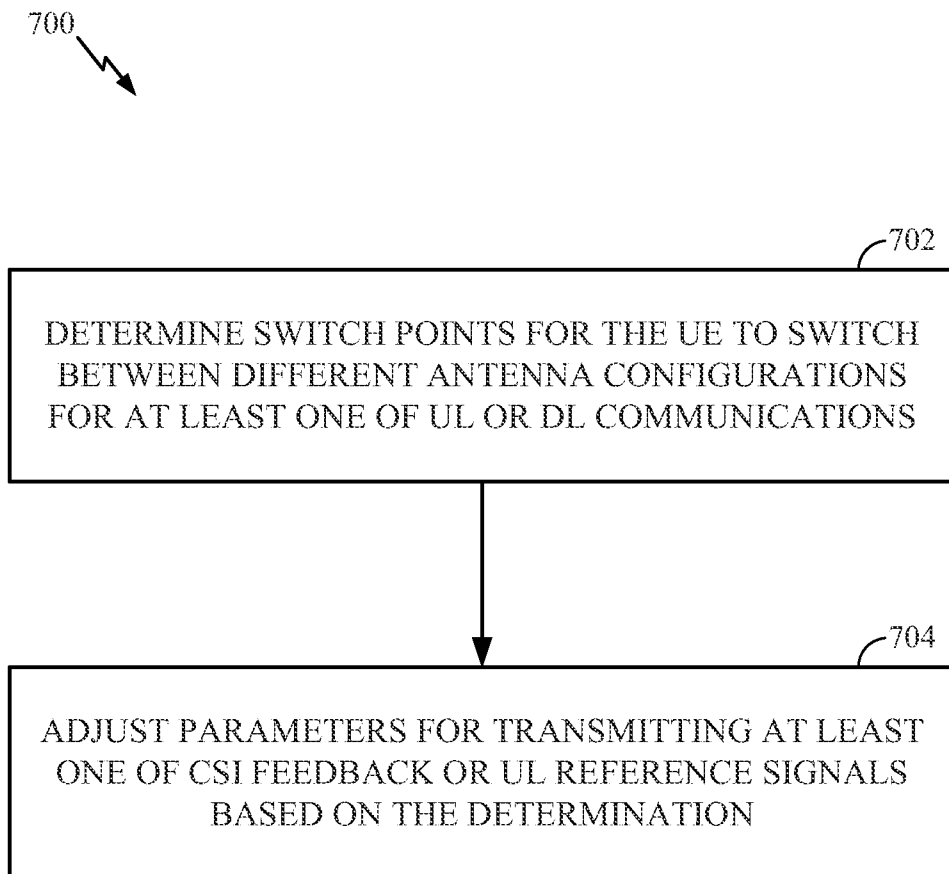 700
702
DETERMINE SWITCH POINTS FOR THE UE TO SWITCH
BETWEEN DIFFERENT ANTENNA CONFIGURATIONS
FOR AT LEAST ONE OF UL OR DL COMMUNICATIONS
704
ADJUST PARAMETERS FOR TRANSMITTING AT LEAST
ONE OF CSI FEEDBACK OR UL REFERENCE SIGNALS
BASED ON THE DETERMINATION